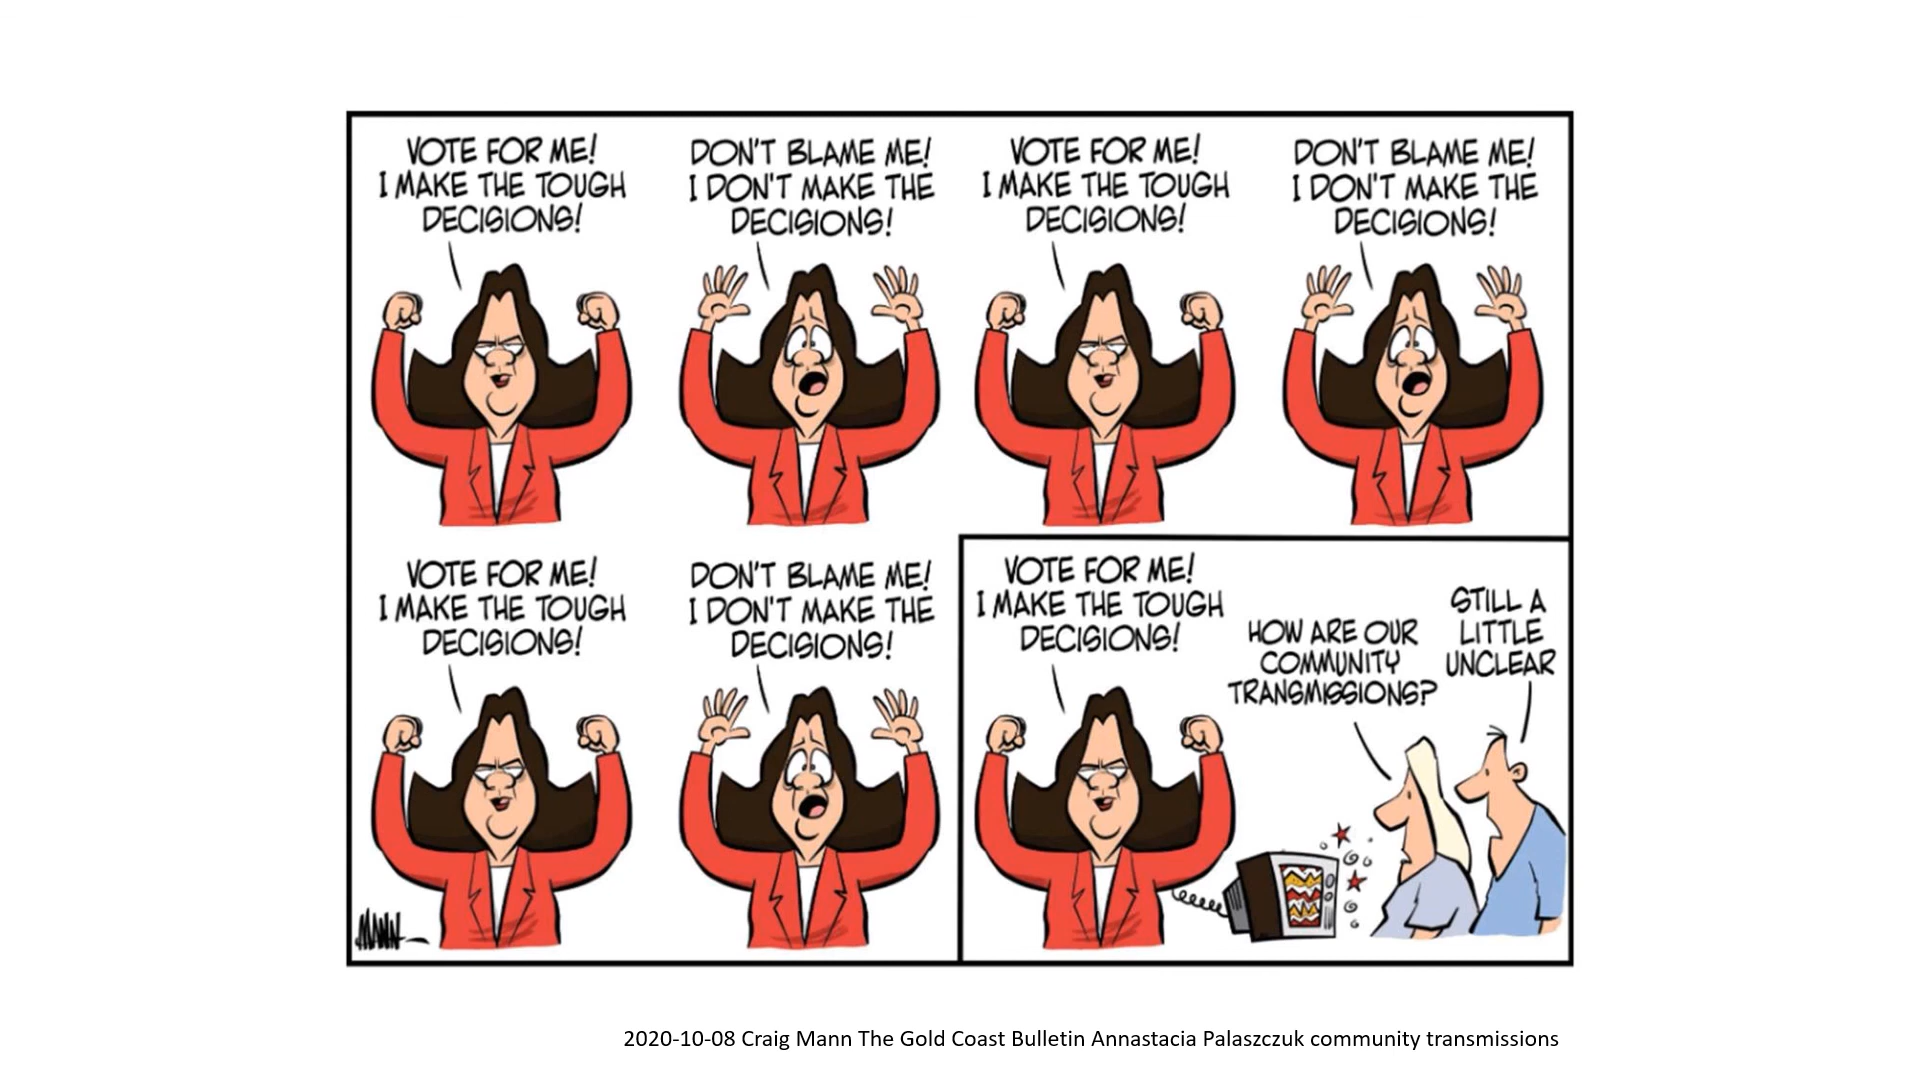 VOTE FOR ME!
I MAKE THE TOUGH
DECISIONS!
DON'T BLAME ME!
I DON'T MAKE THE
DECISIONS!
VOTE FOR ME!
I MAKE THE TOUGH
DECISIONS!
DON'T BLAME ME!
I DON'T MAKE THE
DECISIONS!
VOTE FOR ME!
I MAKE THE TOUGH
DECISIONS!
DON'T BLAME ME!
I DON'T MAKE THE
DECISIONS!
VOTE FOR ME!
I MAKE THE TOUGH
DECISIONS!
HOW ARE OUR
COMMUNITY
TRANSMISSIONS?
STILL A
LITTLE
UNCLEAR
MANN
2020-10-08 Craig Mann The Gold Coast Bulletin Annastacia Palaszczuk community transmissions